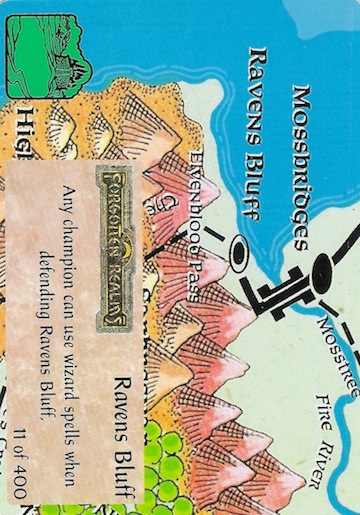 Mossbridges
Ravens Bluff
Elvenblood Pass
Mosstree
Fire River
High
FORGOTTEN REALMS
Ravens Bluff
Any champion can use wizard spells when
defending Ravens Bluff.
11 of 400